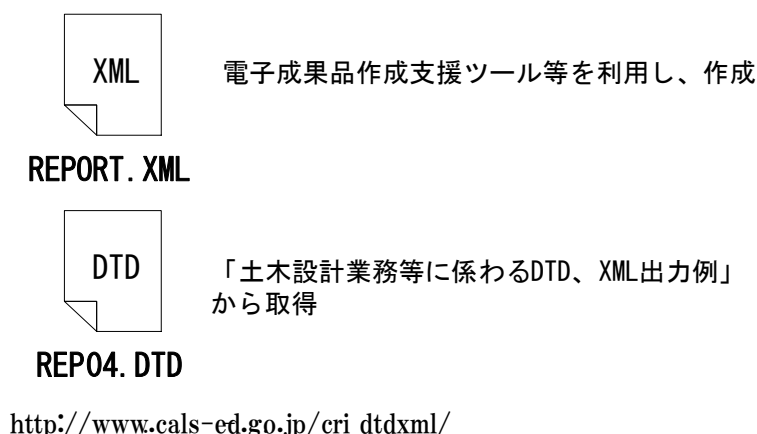 XML
電子成果品作成支援ツール等を利用し、作成
REPORT.XML
DTD
「土木設計業務等に係わるDTD、XML出力例」
から取得
REP04.DTD
http://www.cals-ed.go.jp/cri dtdxml/